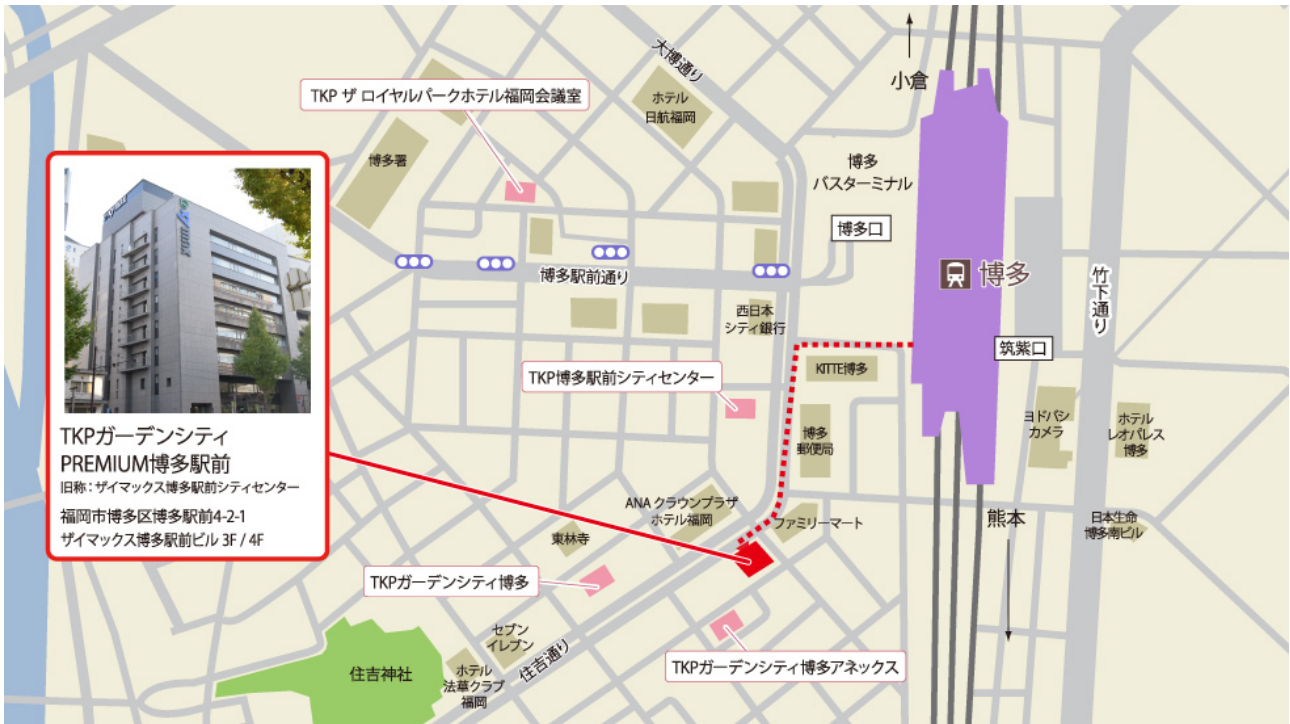 大博通り
小倉
TKP ザ ロイヤルパークホテル福岡会議室
ホテル
日航福岡
博多署
博多
バスターミナル
博多口
博多駅前通り
博多
竹下通り
西日本
シティ銀行
筑紫口
KITTE博多
TKP博多駅前シティセンター
博多
郵便局
ヨドバシ
カメラ
ホテル
レオパレス
博多
TKPガーデンシティ
PREMIUM博多駅前
旧称：ザイマックス博多駅前シティセンター
福岡市博多区博多駅前4-2-1
ザイマックス博多駅前ビル 3F / 4F
ANA クラウンプラザ
ホテル福岡
ファミリーマート
熊本
日本生命
博多南ビル
東林寺
TKPガーデンシティ博多
セブン
イレブン
住吉通り
TKPガーデンシティ博多アネックス
住吉神社
ホテル
法草クラブ
福岡